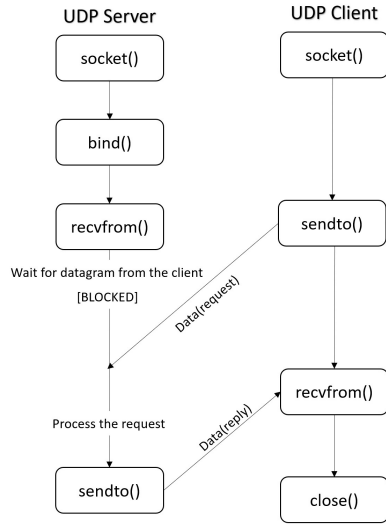 UDP Server
UDP Client
socket()
socket()
bind()
recvfrom()
sendto()
Wait for datagram from the client
[BLOCKED]
Data(request)
recvfrom()
Process the request
Data(reply)
sendto()
close()